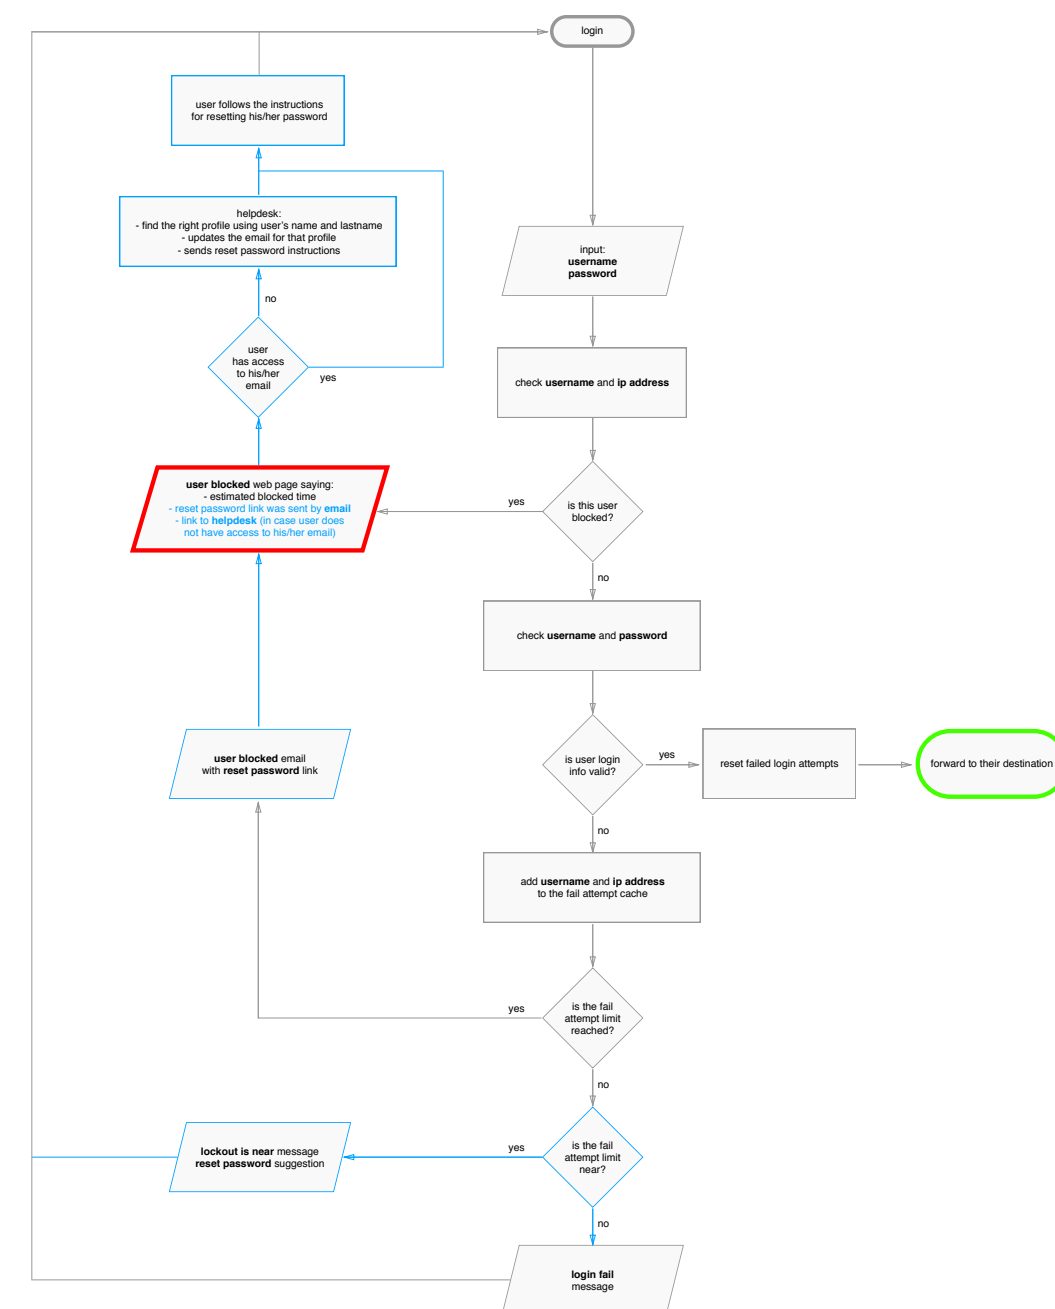 login
user follows the instructions
for resetting his/her password
helpdesk:
- find the right profile using user's name and lastname
- updates the email for that profile
- sends reset password instructions
input:
username
password
no
user
has access
to his/her
email
yes
check username and ip address
user blocked web page saying:
- estimated blocked time
- reset password link was sent by email
- link to helpdesk (in case user does
not have access to his/her email)
yes
is this user
blocked?
no
check username and password
user blocked email
with reset password link
is user login
info valid?
yes
reset failed login attempts
forward to their destination
no
add username and ip address
to the fail attempt cache
yes
is the fail
attempt limit
reached?
no
lockout is near message
reset password suggestion
yes
is the fail
attempt limit
near?
no
login fail
message